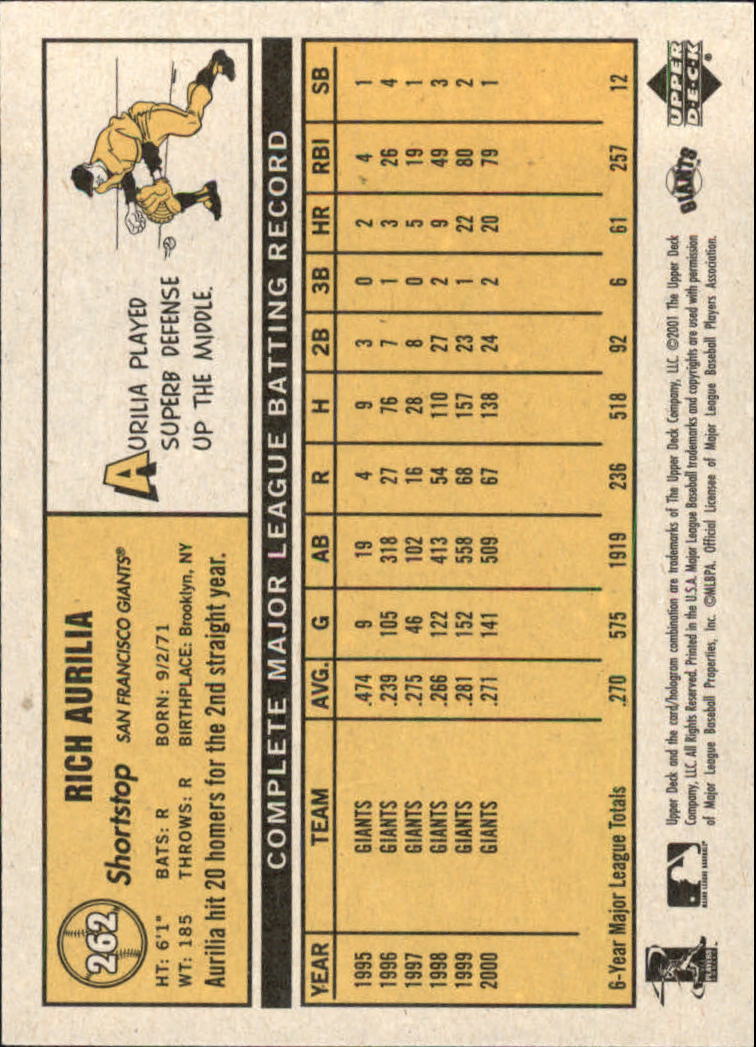 262
RICH AURILIA
Shortstop SAN FRANCISCO GIANTS®
HT: 6'1" BATS: R BORN: 9/2/71
WT: 185 THROWS: R BIRTHPLACE: Brooklyn, NY
Aurilia hit 20 homers for the 2nd straight year.
AURILIA PLAYED
SUPERB DEFENSE
UP THE MIDDLE.
COMPLETE MAJOR LEAGUE BATTING RECORD
YEAR TEAM AVG. G AB R H 2B 3B HR RBI SB
1995 GIANTS .474 9 19 4 9 3 0 2 4 1
1996 GIANTS .239 105 318 27 76 7 1 3 26 4
1997 GIANTS .275 46 102 16 28 8 0 5 19 1
1998 GIANTS .266 122 413 54 110 27 2 9 49 3
1999 GIANTS .281 152 558 68 157 23 1 22 80 2
2000 GIANTS .271 141 509 67 138 24 2 20 79 1
6-Year Major League Totals .270 575 1919 236 518 92 6 61 257 12
PLAYERS
MAJOR LEAGUE BASEBALL
Upper Deck and the card/hologram combination are trademarks of The Upper Deck Company, LLC. ©2001 The Upper Deck
Company, LLC. All Rights Reserved. Printed in the U.S.A. Major League Baseball trademarks and copyrights are used with permission
of Major League Baseball Properties, Inc. ©MLBPA. Official Licensee of Major League Baseball Players Association.
GIANTS
UPPER
DECK®